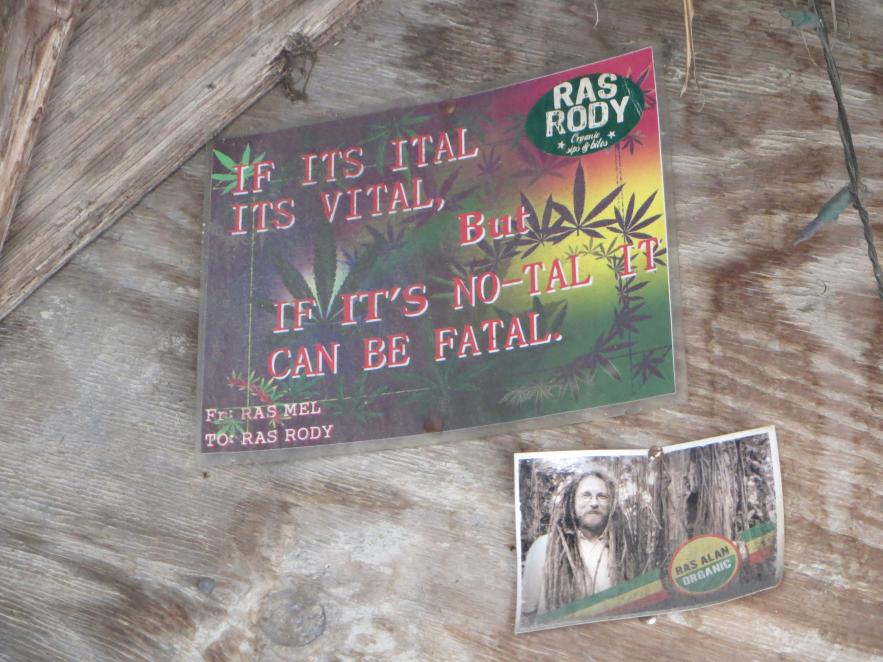 RAS
RODY
Organic
sips & bites
IF ITS ITAL
ITS VITAL,
But
IF IT'S NO-TAL IT
CAN BE FATAL.
Fr: RAS MEL
TO: RAS RODY
RAS ALAN
ORGANIC